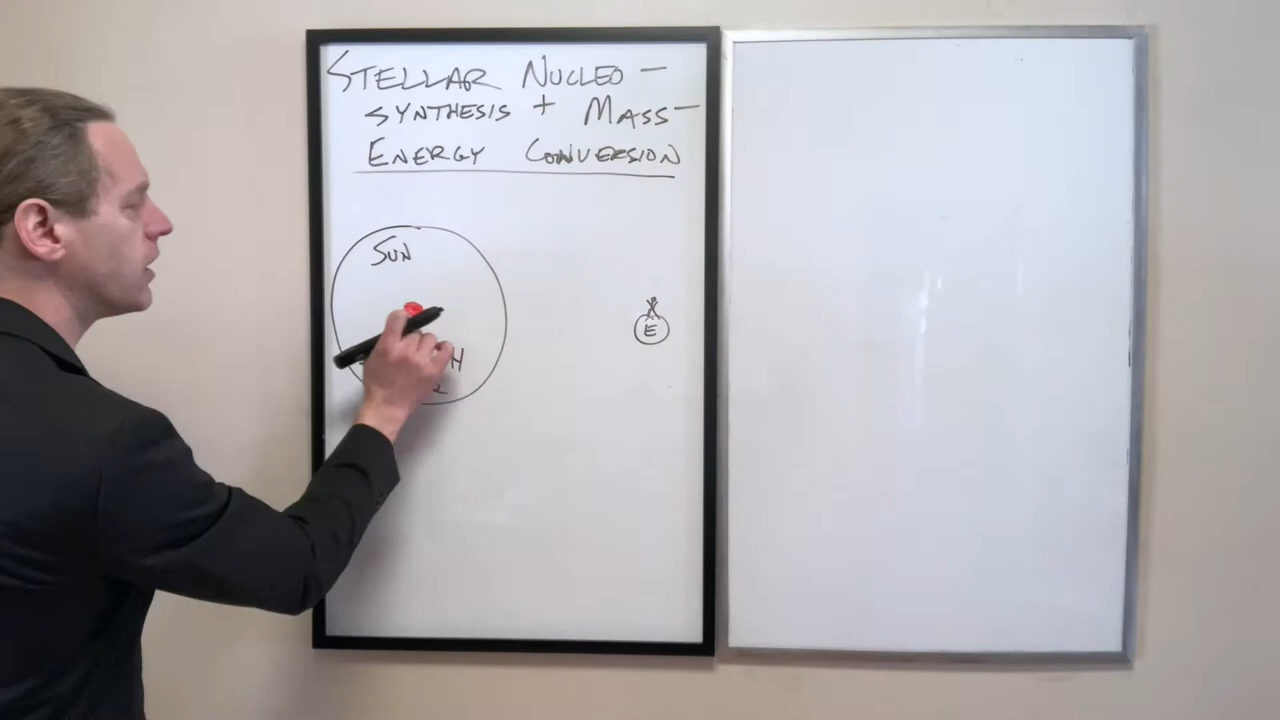 STELLAR NUCLEO-
SYNTHESIS + MASS-
ENERGY CONVERSION
SUN
E
H